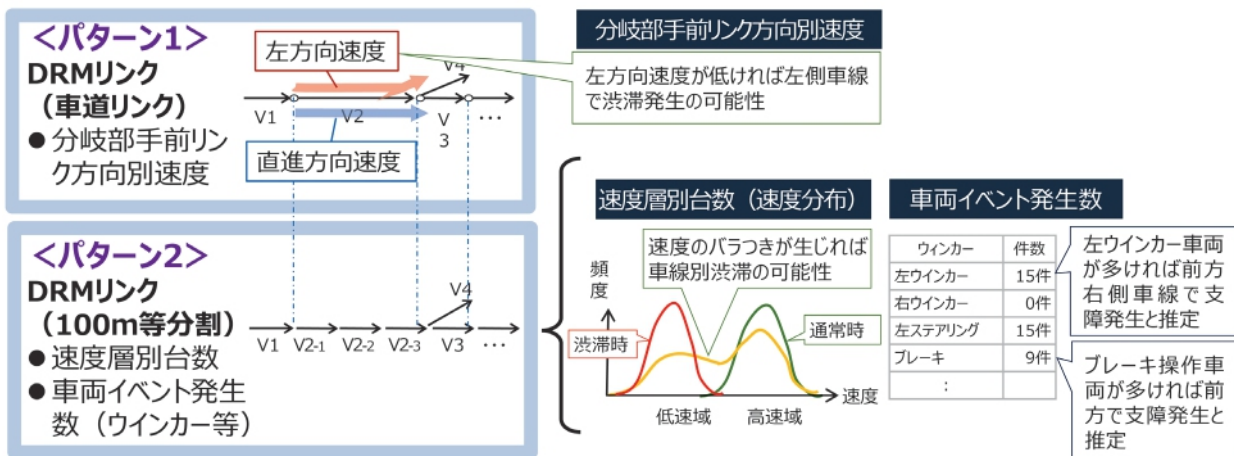 <パターン1>
DRMリンク
（車道リンク）
●分岐部手前リン
ク方向別速度
左方向速度
V1
V2
V4
V
3
…
直進方向速度
分岐部手前リンク方向別速度
左方向速度が低ければ左側車線
で渋滞発生の可能性
<パターン2>
DRMリンク
（100m等分割）
●速度層別台数
●車両イベント発生
数（ウインカー等）
V4
V1
V2-1
V2-2
V2-3
V3
…
速度層別台数（速度分布）
速度のバラつきが生じれば
車線別渋滞の可能性
頻
度
渋滞時
通常時
速度
低速域
高速域
車両イベント発生数
ウィンカー 件数
左ウインカー 15件
右ウインカー 0件
左ステアリング 15件
ブレーキ 9件
：
左ウインカー車両
が多ければ前方
右側車線で支
障発生と推定
ブレーキ操作車
両が多ければ前
方で支障発生と
推定